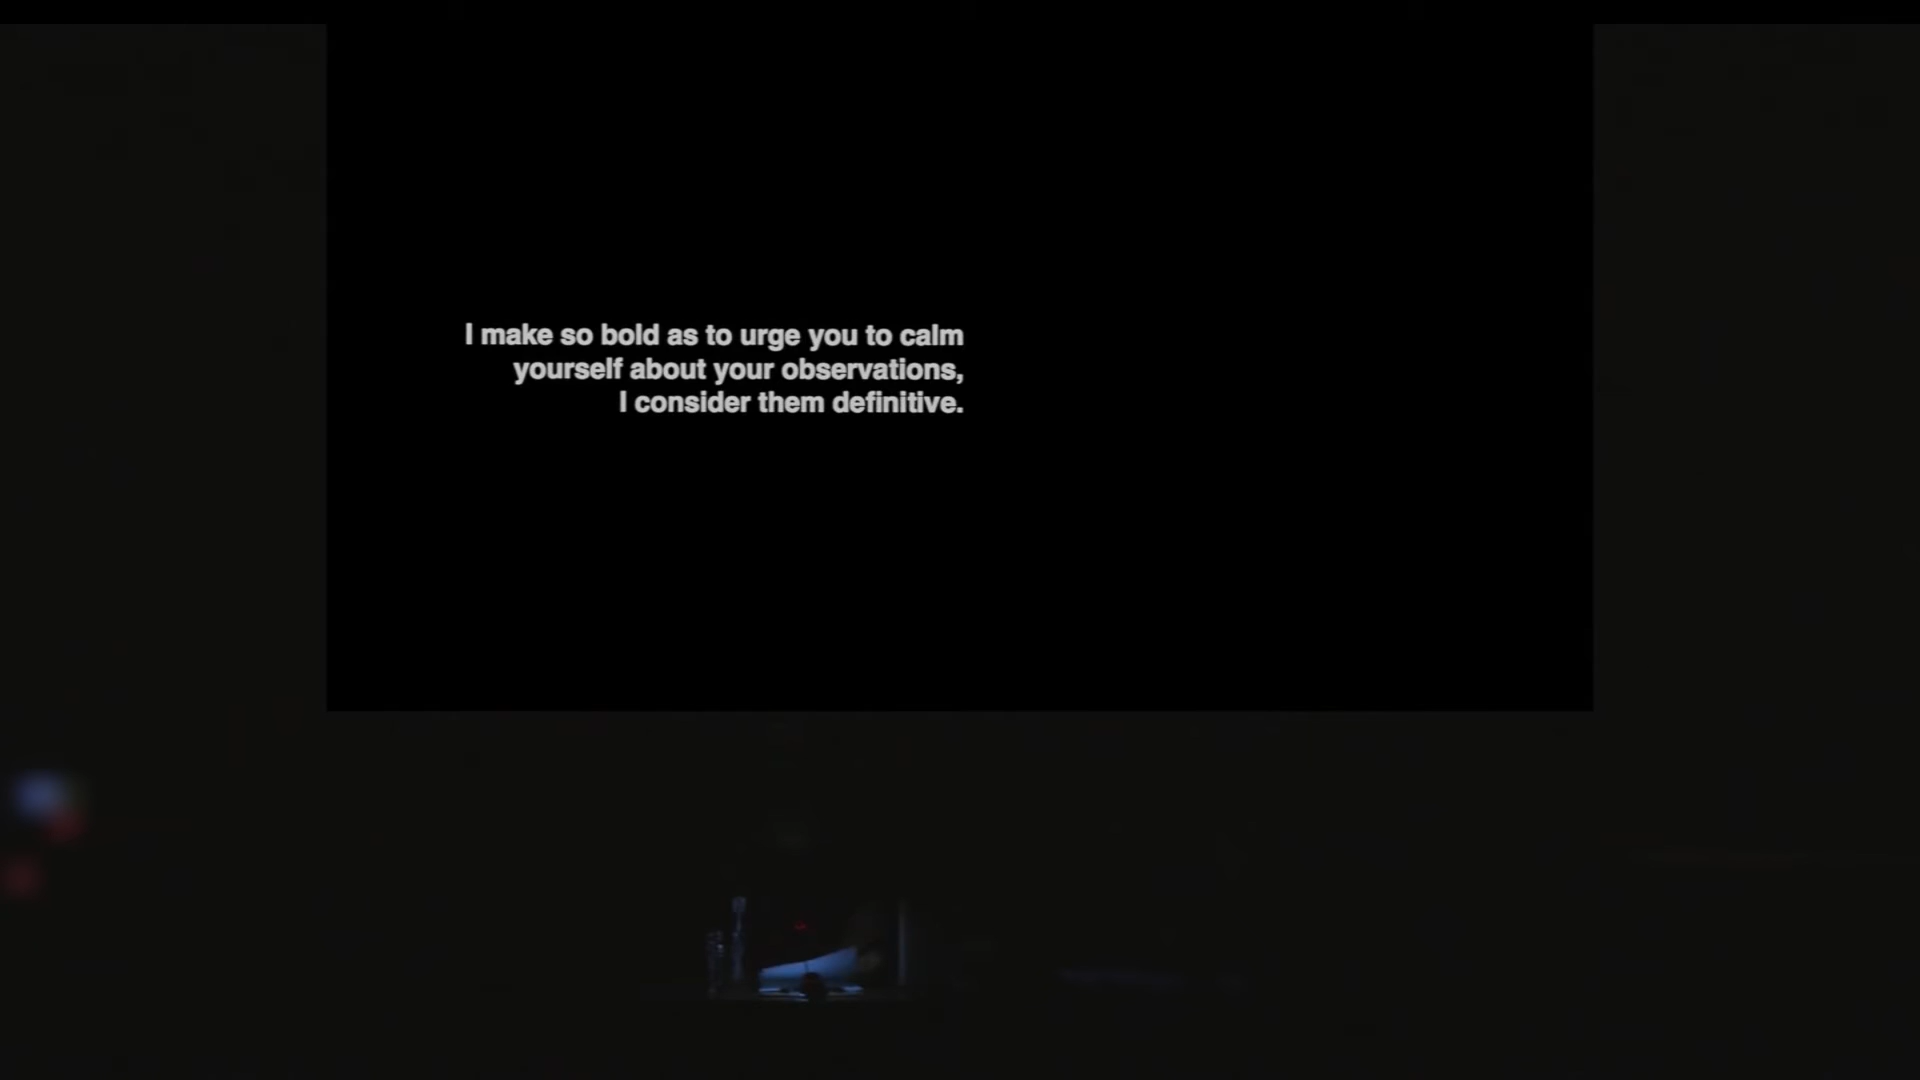 I make so bold as to urge you to calm
yourself about your observations,
I consider them definitive.